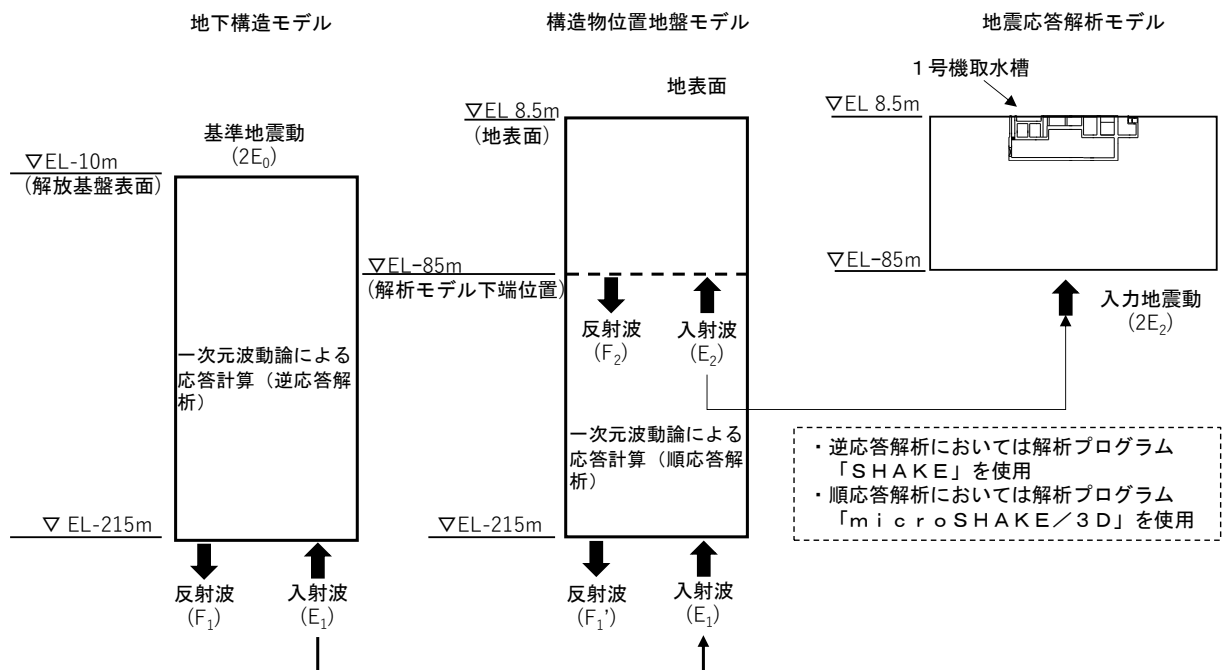 地下構造モデル
基準地震動
(2E₀)
▽EL-10m
(解放基盤表面)
一次元波動論による
応答計算（逆応答解
析）
▽ EL-215m
反射波
(F₁)
入射波
(E₁)
構造物位置地盤モデル
地表面
▽EL 8.5m
(地表面)
▽EL-85m
(解析モデル下端位置)
反射波
(F₂)
入射波
(E₂)
一次元波動論による
応答計算（順応答解
析）
▽EL-215m
反射波
(F₁')
入射波
(E₁)
地震応答解析モデル
１号機取水槽
▽EL 8.5m
▽EL-85m
入力地震動
(2E₂)
・逆応答解析においては解析プログラム
「ＳＨＡＫＥ」を使用
・順応答解析においては解析プログラム
「ｍｉｃｒｏＳＨＡＫＥ／３Ｄ」を使用